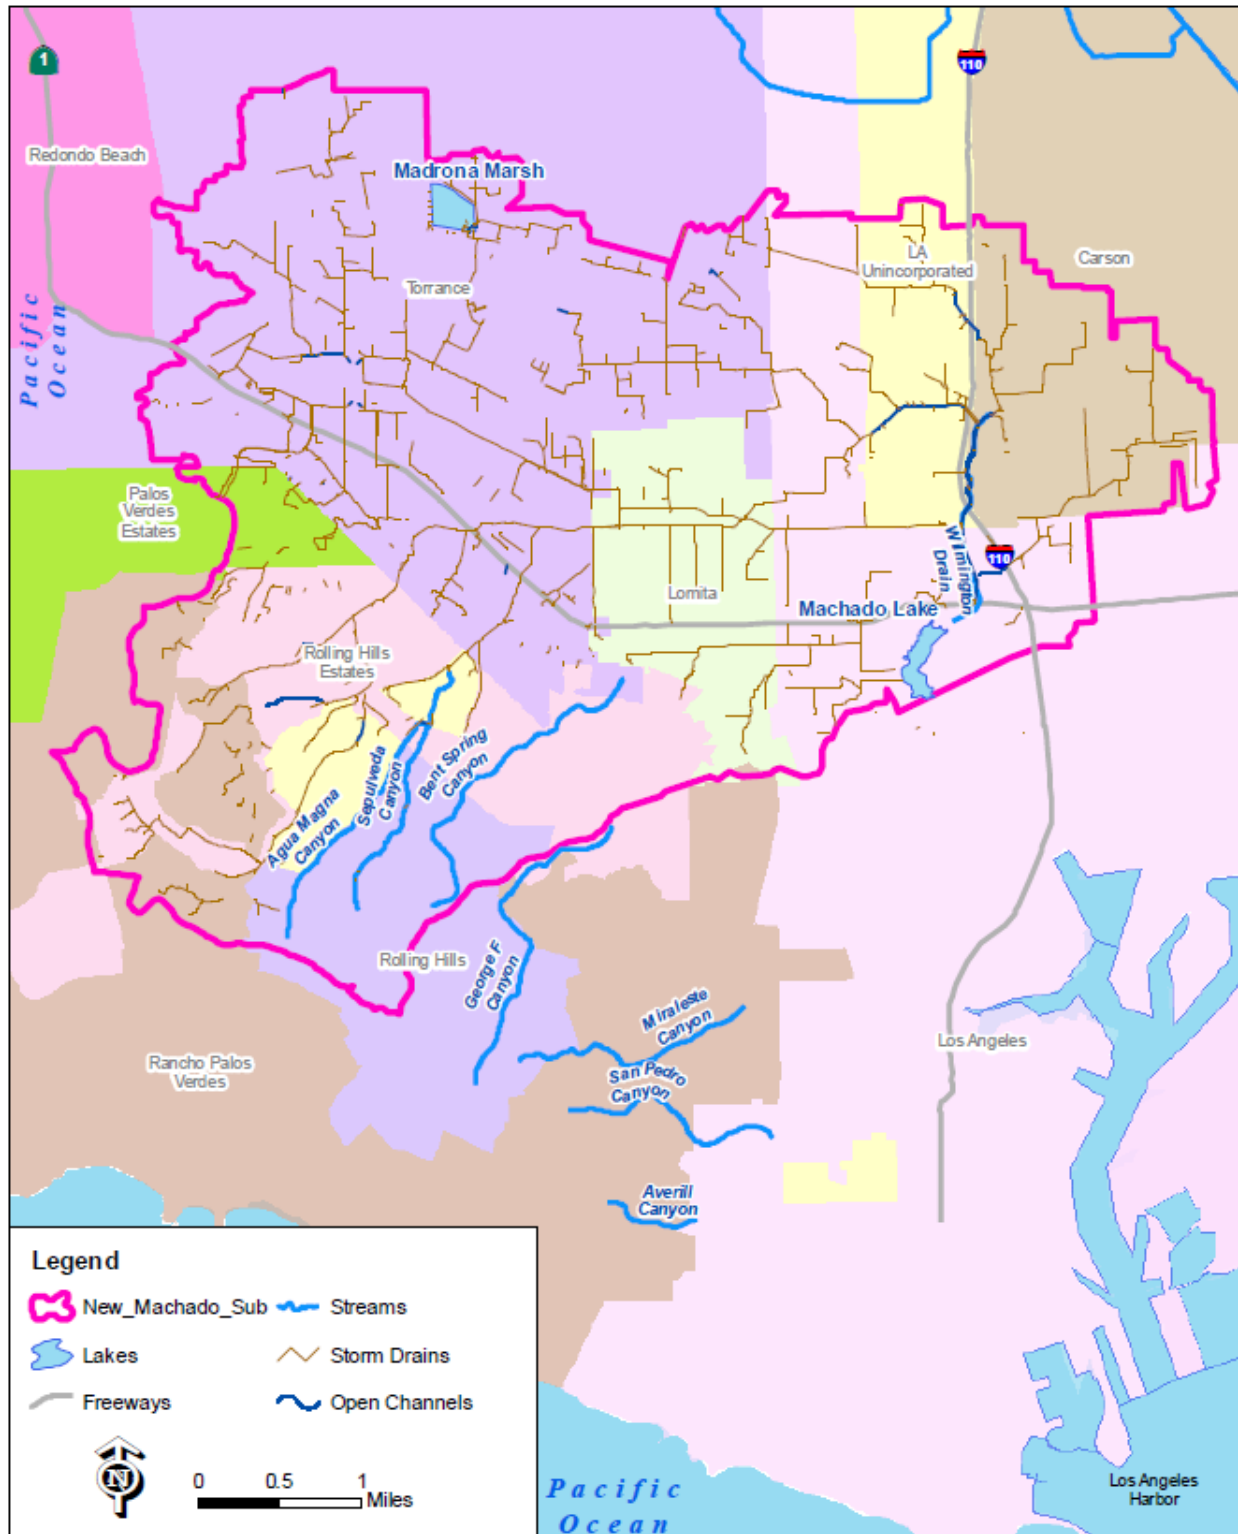 1
110
Redondo Beach
Madrona Marsh
LA
Unincorporated
Carson
Torrance
Pacific
Ocean
Palos
Verdes
Estates
110
Wilmington
Drain
Lomita
Machado Lake
Rolling Hills
Estates
Bent Spring
Canyon
Sepulveda
Canyon
Agua Magna
Canyon
Rolling Hills
George F
Canyon
Miraleste
Canyon
Los Angeles
Rancho Palos
Verdes
San Pedro
Canyon
Averill
Canyon
Legend
New_Machado_Sub
Streams
Lakes
Storm Drains
Freeways
Open Channels
N
0 0.5 1
Miles
Los Angeles
Harbor
Pacific
Ocean